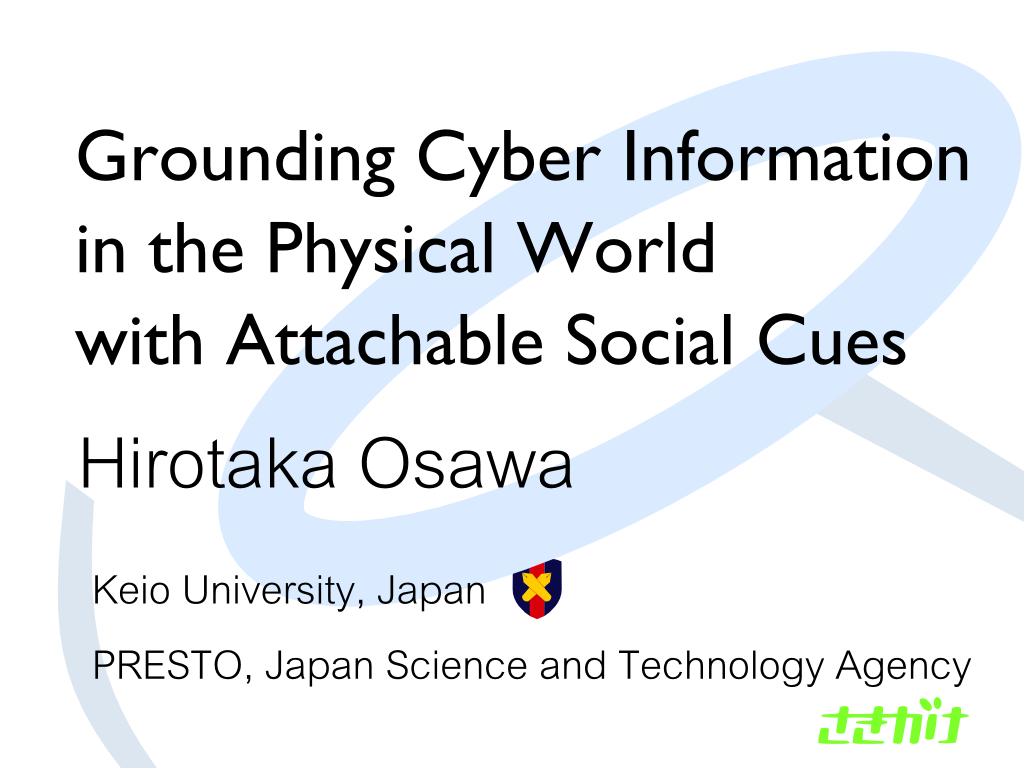 Grounding Cyber Information
in the Physical World
with Attachable Social Cues
Hirotaka Osawa
Keio University, Japan
PRESTO, Japan Science and Technology Agency
さきがけ